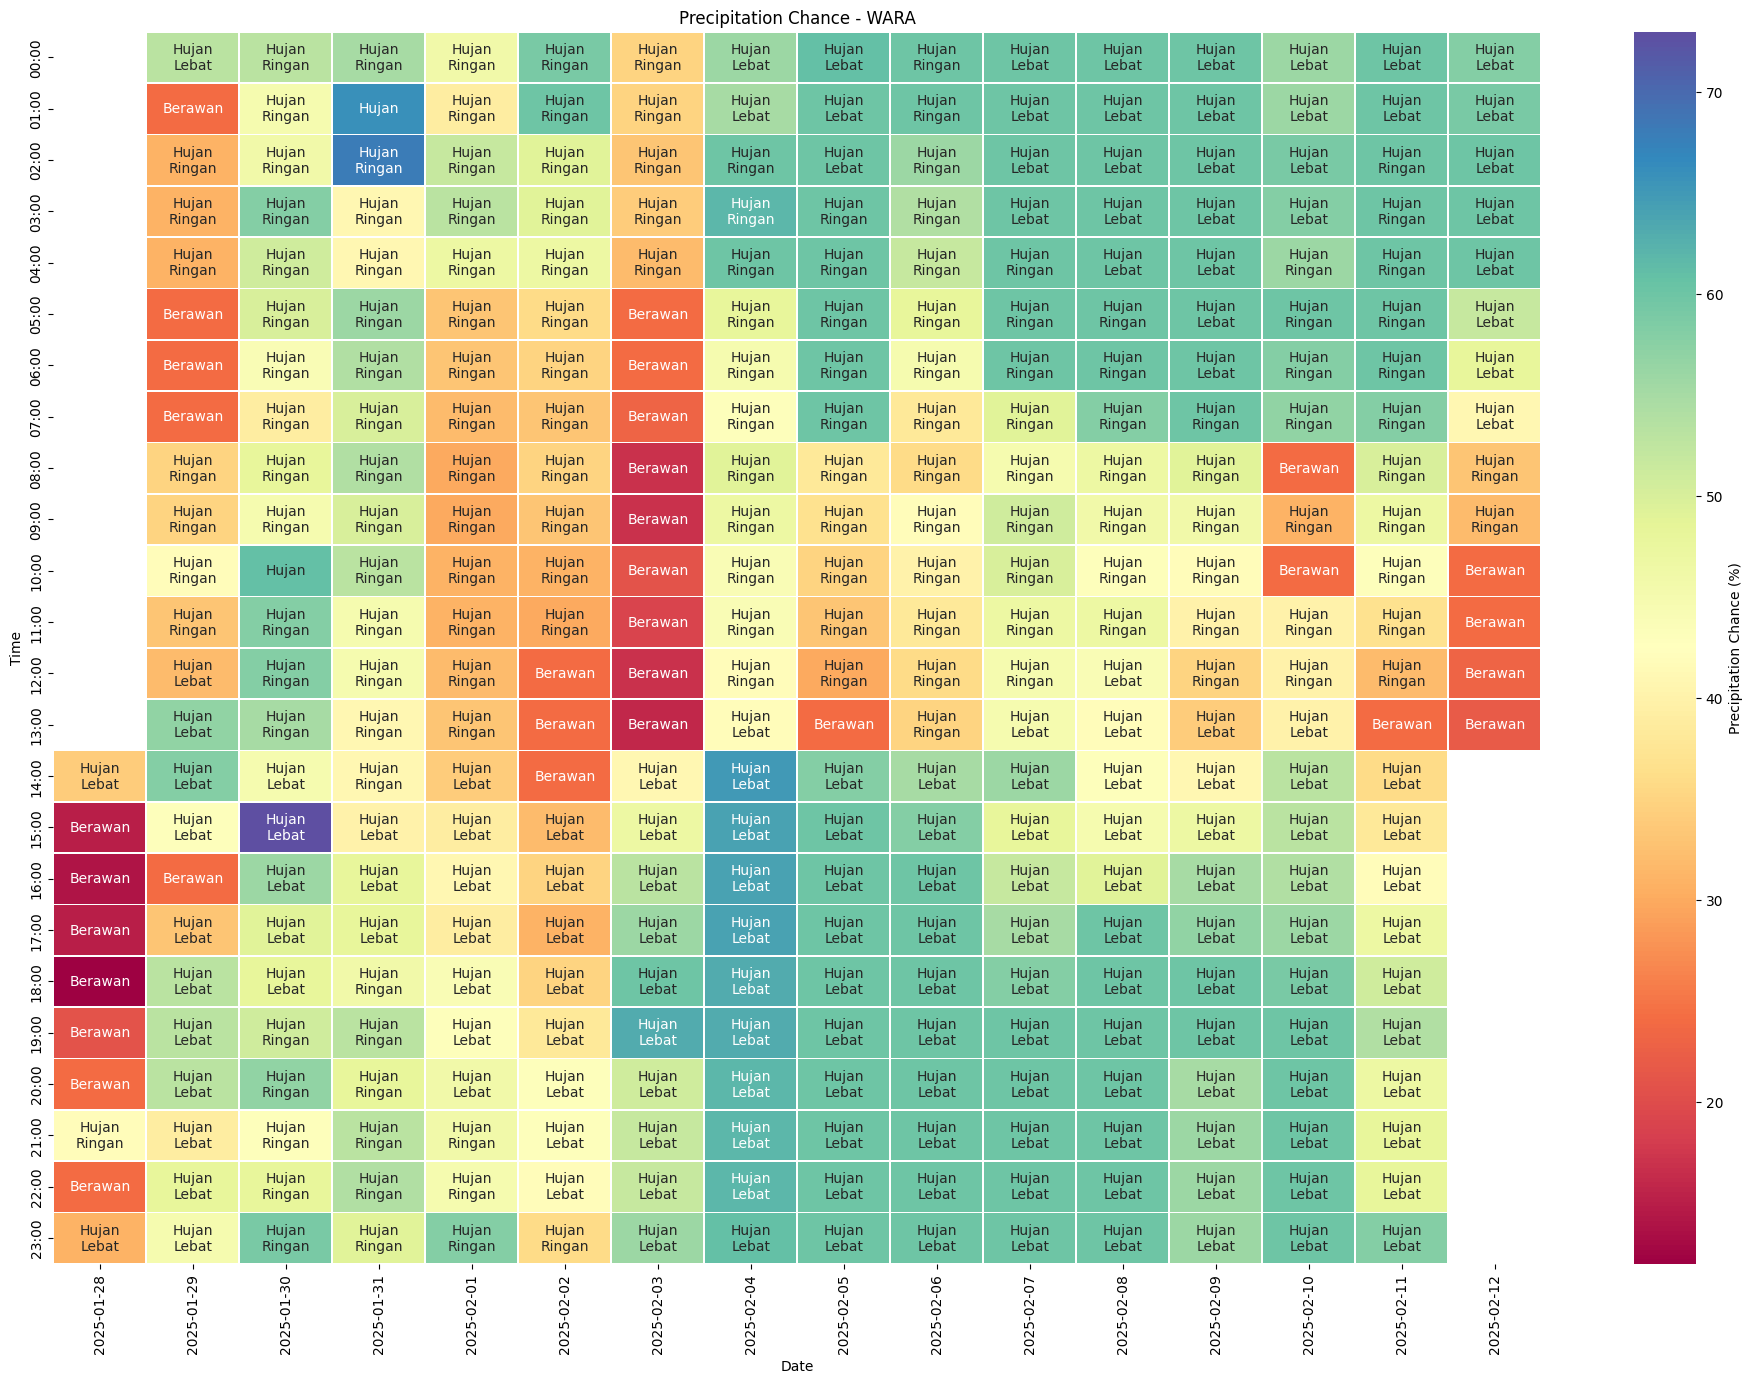 Precipitation Chance - WARA
00:00 Hujan Lebat Hujan Ringan Hujan Ringan Hujan Ringan Hujan Ringan Hujan Ringan Hujan Lebat Hujan Lebat Hujan Ringan Hujan Lebat Hujan Lebat Hujan Lebat Hujan Lebat Hujan Lebat Hujan Lebat
01:00 Berawan Hujan Ringan Hujan Hujan Ringan Hujan Ringan Hujan Ringan Hujan Lebat Hujan Lebat Hujan Ringan Hujan Lebat Hujan Lebat Hujan Lebat Hujan Lebat Hujan Lebat Hujan Lebat
02:00 Hujan Ringan Hujan Ringan Hujan Ringan Hujan Ringan Hujan Ringan Hujan Ringan Hujan Ringan Hujan Lebat Hujan Ringan Hujan Lebat Hujan Lebat Hujan Lebat Hujan Lebat Hujan Ringan Hujan Lebat
03:00 Hujan Ringan Hujan Ringan Hujan Ringan Hujan Ringan Hujan Ringan Hujan Ringan Hujan Ringan Hujan Ringan Hujan Ringan Hujan Lebat Hujan Lebat Hujan Lebat Hujan Lebat Hujan Ringan Hujan Lebat
04:00 Hujan Ringan Hujan Ringan Hujan Ringan Hujan Ringan Hujan Ringan Hujan Ringan Hujan Ringan Hujan Ringan Hujan Ringan Hujan Ringan Hujan Lebat Hujan Lebat Hujan Ringan Hujan Ringan Hujan Lebat
05:00 Berawan Hujan Ringan Hujan Ringan Hujan Ringan Hujan Ringan Berawan Hujan Ringan Hujan Ringan Hujan Ringan Hujan Ringan Hujan Ringan Hujan Lebat Hujan Ringan Hujan Ringan Hujan Lebat
06:00 Berawan Hujan Ringan Hujan Ringan Hujan Ringan Hujan Ringan Berawan Hujan Ringan Hujan Ringan Hujan Ringan Hujan Ringan Hujan Ringan Hujan Lebat Hujan Ringan Hujan Ringan Hujan Lebat
07:00 Berawan Hujan Ringan Hujan Ringan Hujan Ringan Hujan Ringan Berawan Hujan Ringan Hujan Ringan Hujan Ringan Hujan Ringan Hujan Ringan Hujan Ringan Hujan Ringan Hujan Ringan Hujan Lebat
08:00 Hujan Ringan Hujan Ringan Hujan Ringan Hujan Ringan Hujan Ringan Berawan Hujan Ringan Hujan Ringan Hujan Ringan Hujan Ringan Hujan Ringan Hujan Ringan Berawan Hujan Ringan Hujan Ringan
09:00 Hujan Ringan Hujan Ringan Hujan Ringan Hujan Ringan Hujan Ringan Berawan Hujan Ringan Hujan Ringan Hujan Ringan Hujan Ringan Hujan Ringan Hujan Ringan Hujan Ringan Hujan Ringan Hujan Ringan
10:00 Hujan Ringan Hujan Hujan Ringan Hujan Ringan Hujan Ringan Berawan Hujan Ringan Hujan Ringan Hujan Ringan Hujan Ringan Hujan Ringan Hujan Ringan Berawan Hujan Ringan Berawan
11:00 Hujan Ringan Hujan Ringan Hujan Ringan Hujan Ringan Hujan Ringan Berawan Hujan Ringan Hujan Ringan Hujan Ringan Hujan Ringan Hujan Ringan Hujan Ringan Hujan Ringan Hujan Ringan Berawan
12:00 Hujan Lebat Hujan Ringan Hujan Ringan Hujan Ringan Berawan Berawan Hujan Ringan Hujan Ringan Hujan Ringan Hujan Ringan Hujan Lebat Hujan Ringan Hujan Ringan Hujan Ringan Berawan
13:00 Hujan Lebat Hujan Ringan Hujan Ringan Hujan Ringan Berawan Berawan Hujan Lebat Berawan Hujan Ringan Hujan Lebat Hujan Lebat Hujan Lebat Hujan Lebat Berawan Berawan
14:00 Hujan Lebat Hujan Lebat Hujan Lebat Hujan Ringan Hujan Lebat Berawan Hujan Lebat Hujan Lebat Hujan Lebat Hujan Lebat Hujan Lebat Hujan Lebat Hujan Lebat Hujan Lebat Hujan Lebat
15:00 Berawan Hujan Lebat Hujan Lebat Hujan Lebat Hujan Lebat Hujan Lebat Hujan Lebat Hujan Lebat Hujan Lebat Hujan Lebat Hujan Lebat Hujan Lebat Hujan Lebat Hujan Lebat Hujan Lebat
16:00 Berawan Berawan Hujan Lebat Hujan Lebat Hujan Lebat Hujan Lebat Hujan Lebat Hujan Lebat Hujan Lebat Hujan Lebat Hujan Lebat Hujan Lebat Hujan Lebat Hujan Lebat Hujan Lebat
17:00 Berawan Hujan Lebat Hujan Lebat Hujan Lebat Hujan Lebat Hujan Lebat Hujan Lebat Hujan Lebat Hujan Lebat Hujan Lebat Hujan Lebat Hujan Lebat Hujan Lebat Hujan Lebat Hujan Lebat
18:00 Berawan Hujan Lebat Hujan Lebat Hujan Ringan Hujan Lebat Hujan Lebat Hujan Lebat Hujan Lebat Hujan Lebat Hujan Lebat Hujan Lebat Hujan Lebat Hujan Lebat Hujan Lebat Hujan Lebat
19:00 Berawan Hujan Lebat Hujan Ringan Hujan Ringan Hujan Lebat Hujan Lebat Hujan Lebat Hujan Lebat Hujan Lebat Hujan Lebat Hujan Lebat Hujan Lebat Hujan Lebat Hujan Lebat Hujan Lebat
20:00 Berawan Hujan Lebat Hujan Ringan Hujan Ringan Hujan Lebat Hujan Lebat Hujan Lebat Hujan Lebat Hujan Lebat Hujan Lebat Hujan Lebat Hujan Lebat Hujan Lebat Hujan Lebat Hujan Lebat
21:00 Hujan Ringan Hujan Lebat Hujan Ringan Hujan Ringan Hujan Ringan Hujan Lebat Hujan Lebat Hujan Lebat Hujan Lebat Hujan Lebat Hujan Lebat Hujan Lebat Hujan Lebat Hujan Lebat Hujan Lebat
22:00 Berawan Hujan Lebat Hujan Ringan Hujan Ringan Hujan Ringan Hujan Lebat Hujan Lebat Hujan Lebat Hujan Lebat Hujan Lebat Hujan Lebat Hujan Lebat Hujan Lebat Hujan Lebat Hujan Lebat
23:00 Hujan Lebat Hujan Lebat Hujan Ringan Hujan Ringan Hujan Ringan Hujan Ringan Hujan Lebat Hujan Lebat Hujan Lebat Hujan Lebat Hujan Lebat Hujan Lebat Hujan Lebat Hujan Lebat Hujan Lebat
Time
2025-01-28 2025-01-29 2025-01-30 2025-01-31 2025-02-01 2025-02-02 2025-02-03 2025-02-04 2025-02-05 2025-02-06 2025-02-07 2025-02-08 2025-02-09 2025-02-10 2025-02-11 2025-02-12
Date
70
60
50
40
30
20
Precipitation Chance (%)